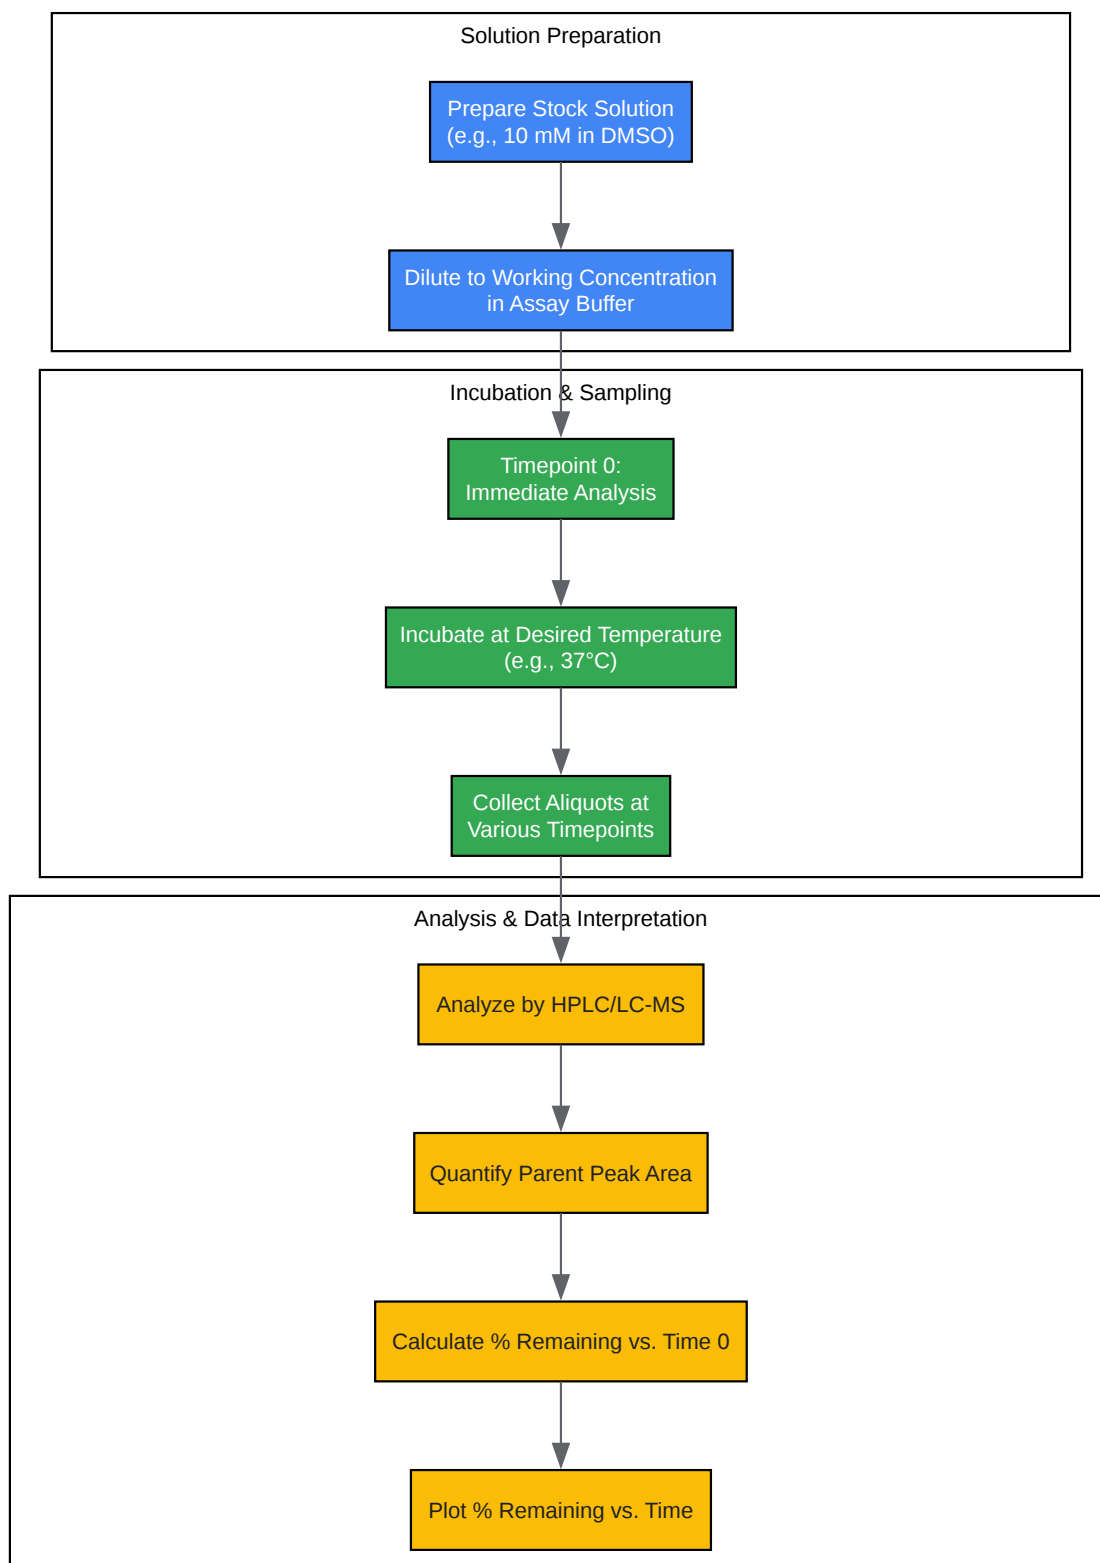 Solution Preparation
Prepare Stock Solution
(e.g., 10 mM in DMSO)
Dilute to Working Concentration
in Assay Buffer
Incubation & Sampling
Timepoint 0:
Immediate Analysis
Incubate at Desired Temperature
(e.g., 37°C)
Collect Aliquots at
Various Timepoints
Analysis & Data Interpretation
Analyze by HPLC/LC-MS
Quantify Parent Peak Area
Calculate % Remaining vs. Time 0
Plot % Remaining vs. Time